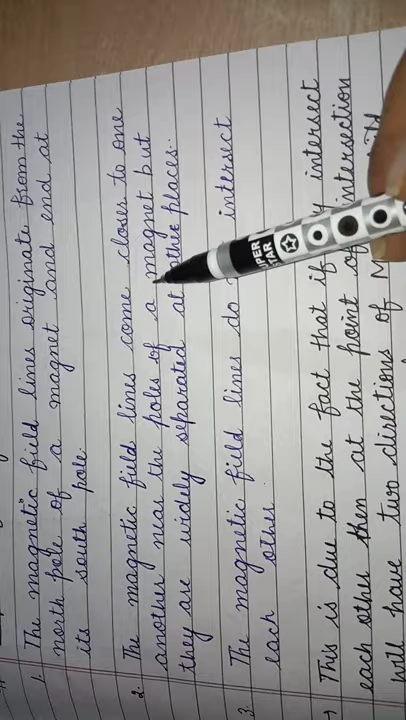 1. The magnetic field lines originate from the
north pole of a magnet and end at
its south pole.
2. The magnetic field lines come closer to one
another near the poles of a magnet but
they are widely separated at other places.
3. The magnetic field lines do intersect
each other.
This is due to the fact that if intersect
each other then at the point of intersection
will have two directions of
SUPER
STAR